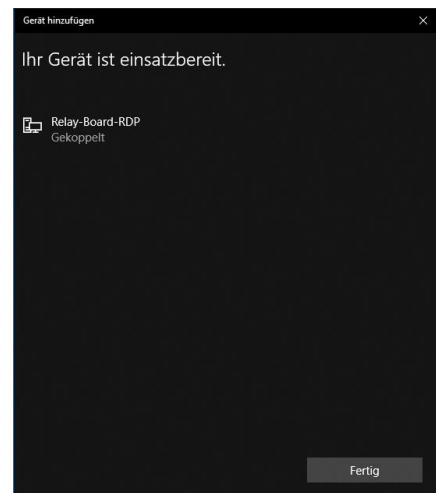 Gerät hinzufügen
Ihr Gerät ist einsatzbereit.
Relay-Board-RDP
Gekoppelt
Fertig